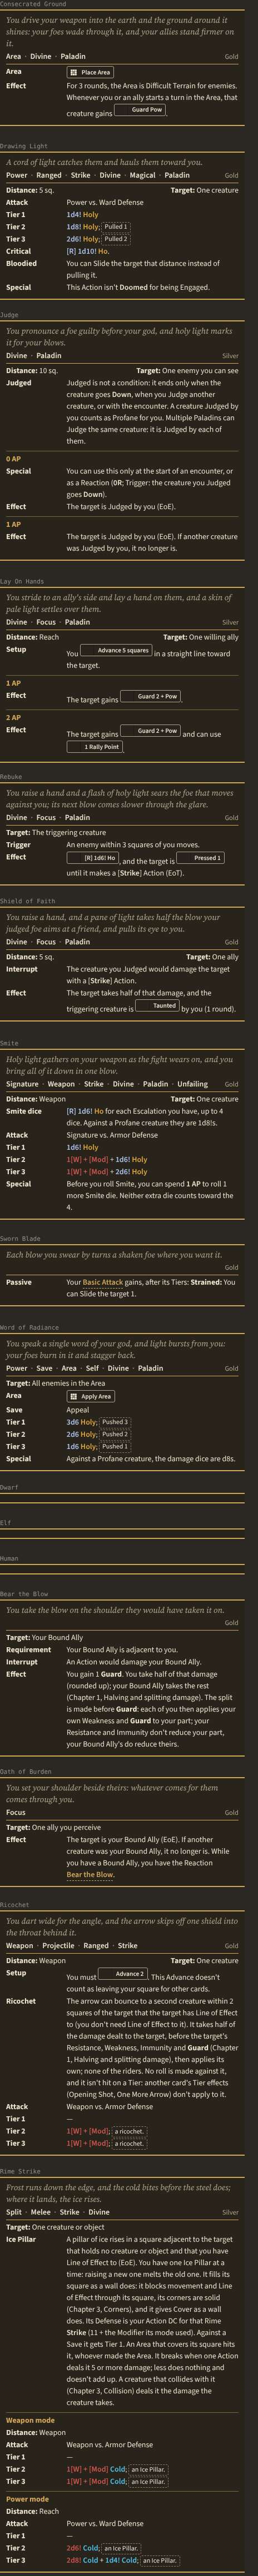 Consecrated Ground
You drive your weapon into the earth and the ground around it
shines: your foes wade through it, and your allies stand firmer on
it.
Area · Divine · Paladin Gold
Area Place Area
Effect For 3 rounds, the Area is Difficult Terrain for enemies.
Whenever you or an ally starts a turn in the Area, that
creature gains Guard Pow.
Drawing Light
A cord of light catches them and hauls them toward you.
Power · Ranged · Strike · Divine · Magical · Paladin Gold
Distance: 5 sq. Target: One creature
Attack Power vs. Ward Defense
Tier 1 1d4! Holy
Tier 2 1d8! Holy; Pulled 1
Tier 3 2d6! Holy; Pulled 2
Critical [R] 1d10! Ho.
Bloodied You can Slide the target that distance instead of
pulling it.
Special This Action isn't Doomed for being Engaged.
Judge
You pronounce a foe guilty before your god, and holy light marks
it for your blows.
Divine · Paladin Silver
Distance: 10 sq. Target: One enemy you can see
Judged Judged is not a condition: it ends only when the
creature goes Down, when you Judge another
creature, or with the encounter. A creature Judged by
you counts as Profane for you. Multiple Paladins can
Judge the same creature: it is Judged by each of
them.
0 AP
Special You can use this only at the start of an encounter, or
as a Reaction (0R; Trigger: the creature you Judged
goes Down).
Effect The target is Judged by you (EoE).
1 AP
Effect The target is Judged by you (EoE). If another creature
was Judged by you, it no longer is.
Lay On Hands
You stride to an ally's side and lay a hand on them, and a skin of
pale light settles over them.
Divine · Focus · Paladin Silver
Distance: Reach Target: One willing ally
Setup You Advance 5 squares in a straight line toward
the target.
1 AP
Effect The target gains Guard 2 + Pow.
2 AP
Effect The target gains Guard 2 + Pow and can use
1 Rally Point.
Rebuke
You raise a hand and a flash of holy light sears the foe that moves
against you; its next blow comes slower through the glare.
Divine · Focus · Paladin Gold
Target: The triggering creature
Trigger An enemy within 3 squares of you moves.
Effect [R] 1d6! Ho, and the target is Pressed 1
until it makes a [Strike] Action (EoT).
Shield of Faith
You raise a hand, and a pane of light takes half the blow your
judged foe aims at a friend, and pulls its eye to you.
Divine · Focus · Paladin Gold
Distance: 5 sq. Target: One ally
Interrupt The creature you Judged would damage the target
with a [Strike] Action.
Effect The target takes half of that damage, and the
triggering creature is Taunted by you (1 round).
Smite
Holy light gathers on your weapon as the fight wears on, and you
bring all of it down in one blow.
Signature · Weapon · Strike · Divine · Paladin · Unfailing Gold
Distance: Weapon Target: One creature
Smite dice [R] 1d6! Ho for each Escalation you have, up to 4
dice. Against a Profane creature they are 1d8!s.
Attack Signature vs. Armor Defense
Tier 1 1d6! Holy
Tier 2 1[W] + [Mod] + 1d6! Holy
Tier 3 1[W] + [Mod] + 2d6! Holy
Special Before you roll Smite, you can spend 1 AP to roll 1
more Smite die. Neither extra die counts toward the
4.
Sworn Blade
Each blow you swear by turns a shaken foe where you want it.
Gold
Passive Your Basic Attack gains, after its Tiers: Strained: You
can Slide the target 1.
Word of Radiance
You speak a single word of your god, and light bursts from you:
your foes burn in it and stagger back.
Power · Save · Area · Self · Divine · Paladin Gold
Target: All enemies in the Area
Area Apply Area
Save Appeal
Tier 1 3d6 Holy; Pushed 3
Tier 2 2d6 Holy; Pushed 2
Tier 3 1d6 Holy; Pushed 1
Special Against a Profane creature, the damage dice are d8s.
Dwarf
Elf
Human
Bear the Blow
You take the blow on the shoulder they would have taken it on.
Gold
Target: Your Bound Ally
Requirement Your Bound Ally is adjacent to you.
Interrupt An Action would damage your Bound Ally.
Effect You gain 1 Guard. You take half of that damage
(rounded up); your Bound Ally takes the rest
(Chapter 1, Halving and splitting damage). The split
is made before Guard: each of you then applies your
own Weakness and Guard to your part; your
Resistance and Immunity don't reduce your part,
your Bound Ally's do reduce theirs.
Oath of Burden
You set your shoulder beside theirs: whatever comes for them
comes through you.
Focus Gold
Target: One ally you perceive
Effect The target is your Bound Ally (EoE). If another
creature was your Bound Ally, it no longer is. While
you have a Bound Ally, you have the Reaction
Bear the Blow.
Ricochet
You dart wide for the angle, and the arrow skips off one shield into
the throat behind it.
Weapon · Projectile · Ranged · Strike Gold
Distance: Weapon Target: One creature
Setup You must Advance 2. This Advance doesn't
count as leaving your square for other cards.
Ricochet The arrow can bounce to a second creature within 2
squares of the target that the target has Line of Effect
to (you don't need Line of Effect to it). It takes half of
the damage dealt to the target, before the target's
Resistance, Weakness, Immunity and Guard (Chapter
1, Halving and splitting damage), then applies its
own; none of the riders. No roll is made against it,
and it isn't hit on a Tier: another card's Tier effects
(Opening Shot, One More Arrow) don't apply to it.
Attack Weapon vs. Armor Defense
Tier 1 —
Tier 2 1[W] + [Mod]; a ricochet.
Tier 3 1[W] + [Mod]; a ricochet.
Rime Strike
Frost runs down the edge, and the cold bites before the steel does;
where it lands, the ice rises.
Split · Melee · Strike · Divine Silver
Target: One creature or object
Ice Pillar A pillar of ice rises in a square adjacent to the target
that holds no creature or object and that you have
Line of Effect to (EoE). You have one Ice Pillar at a
time: raising a new one melts the old one. It fills its
square as a wall does: it blocks movement and Line
of Effect through its square, its corners are solid
(Chapter 3, Corners), and it gives Cover as a wall
does. Its Defense is your Action DC for that Rime
Strike (11 + the Modifier its mode used). Against a
Save it gets Tier 1. An Area that covers its square hits
it, whoever made the Area. It breaks when one Action
deals it 5 or more damage; less does nothing and
doesn't add up. A creature that collides with it
(Chapter 3, Collision) deals it the damage the
creature takes.
Weapon mode
Distance: Weapon
Attack Weapon vs. Armor Defense
Tier 1 —
Tier 2 1[W] + [Mod] Cold; an Ice Pillar.
Tier 3 1[W] + [Mod] Cold; an Ice Pillar.
Power mode
Distance: Reach
Attack Power vs. Ward Defense
Tier 1 —
Tier 2 2d6! Cold; an Ice Pillar.
Tier 3 2d8! Cold + 1d4! Cold; an Ice Pillar.